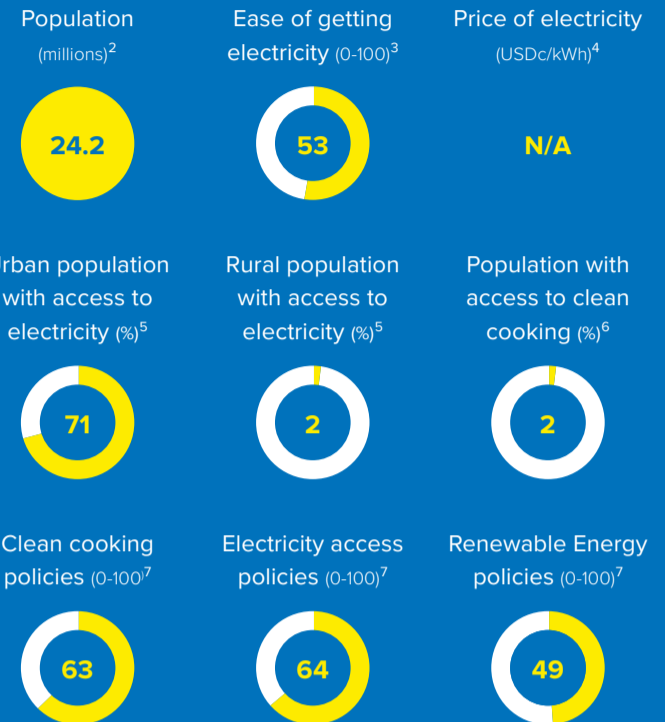 Population
(millions)²
24.2
Ease of getting
electricity (0-100)³
53
Price of electricity
(USDc/kWh)⁴
N/A
rban population
with access to
electricity (%)⁵
71
Rural population
with access to
electricity (%)⁵
2
Population with
access to clean
cooking (%)⁶
2
Clean cooking
policies (0-100)⁷
63
Electricity access
policies (0-100)⁷
64
Renewable Energy
policies (0-100)⁷
49